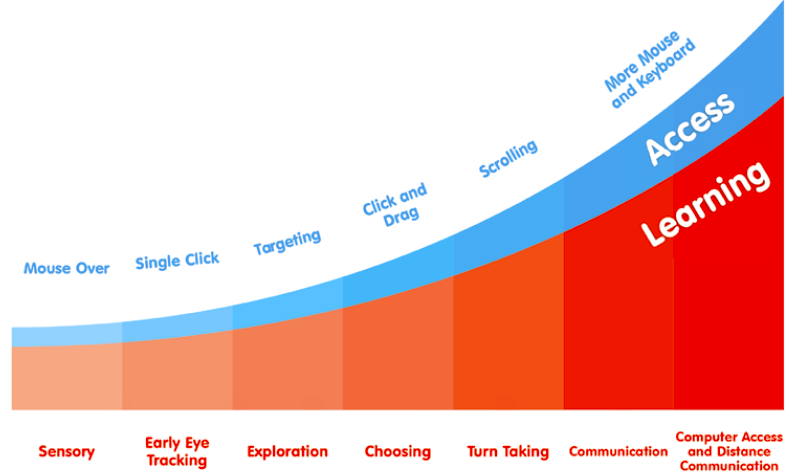 More Mouse
and Keyboard
Access
Scrolling
Learning
Click and
Drag
Targeting
Single Click
Mouse Over
Sensory
Early Eye
Tracking
Exploration
Choosing
Turn Taking
Communication
Computer Access
and Distance
Communication